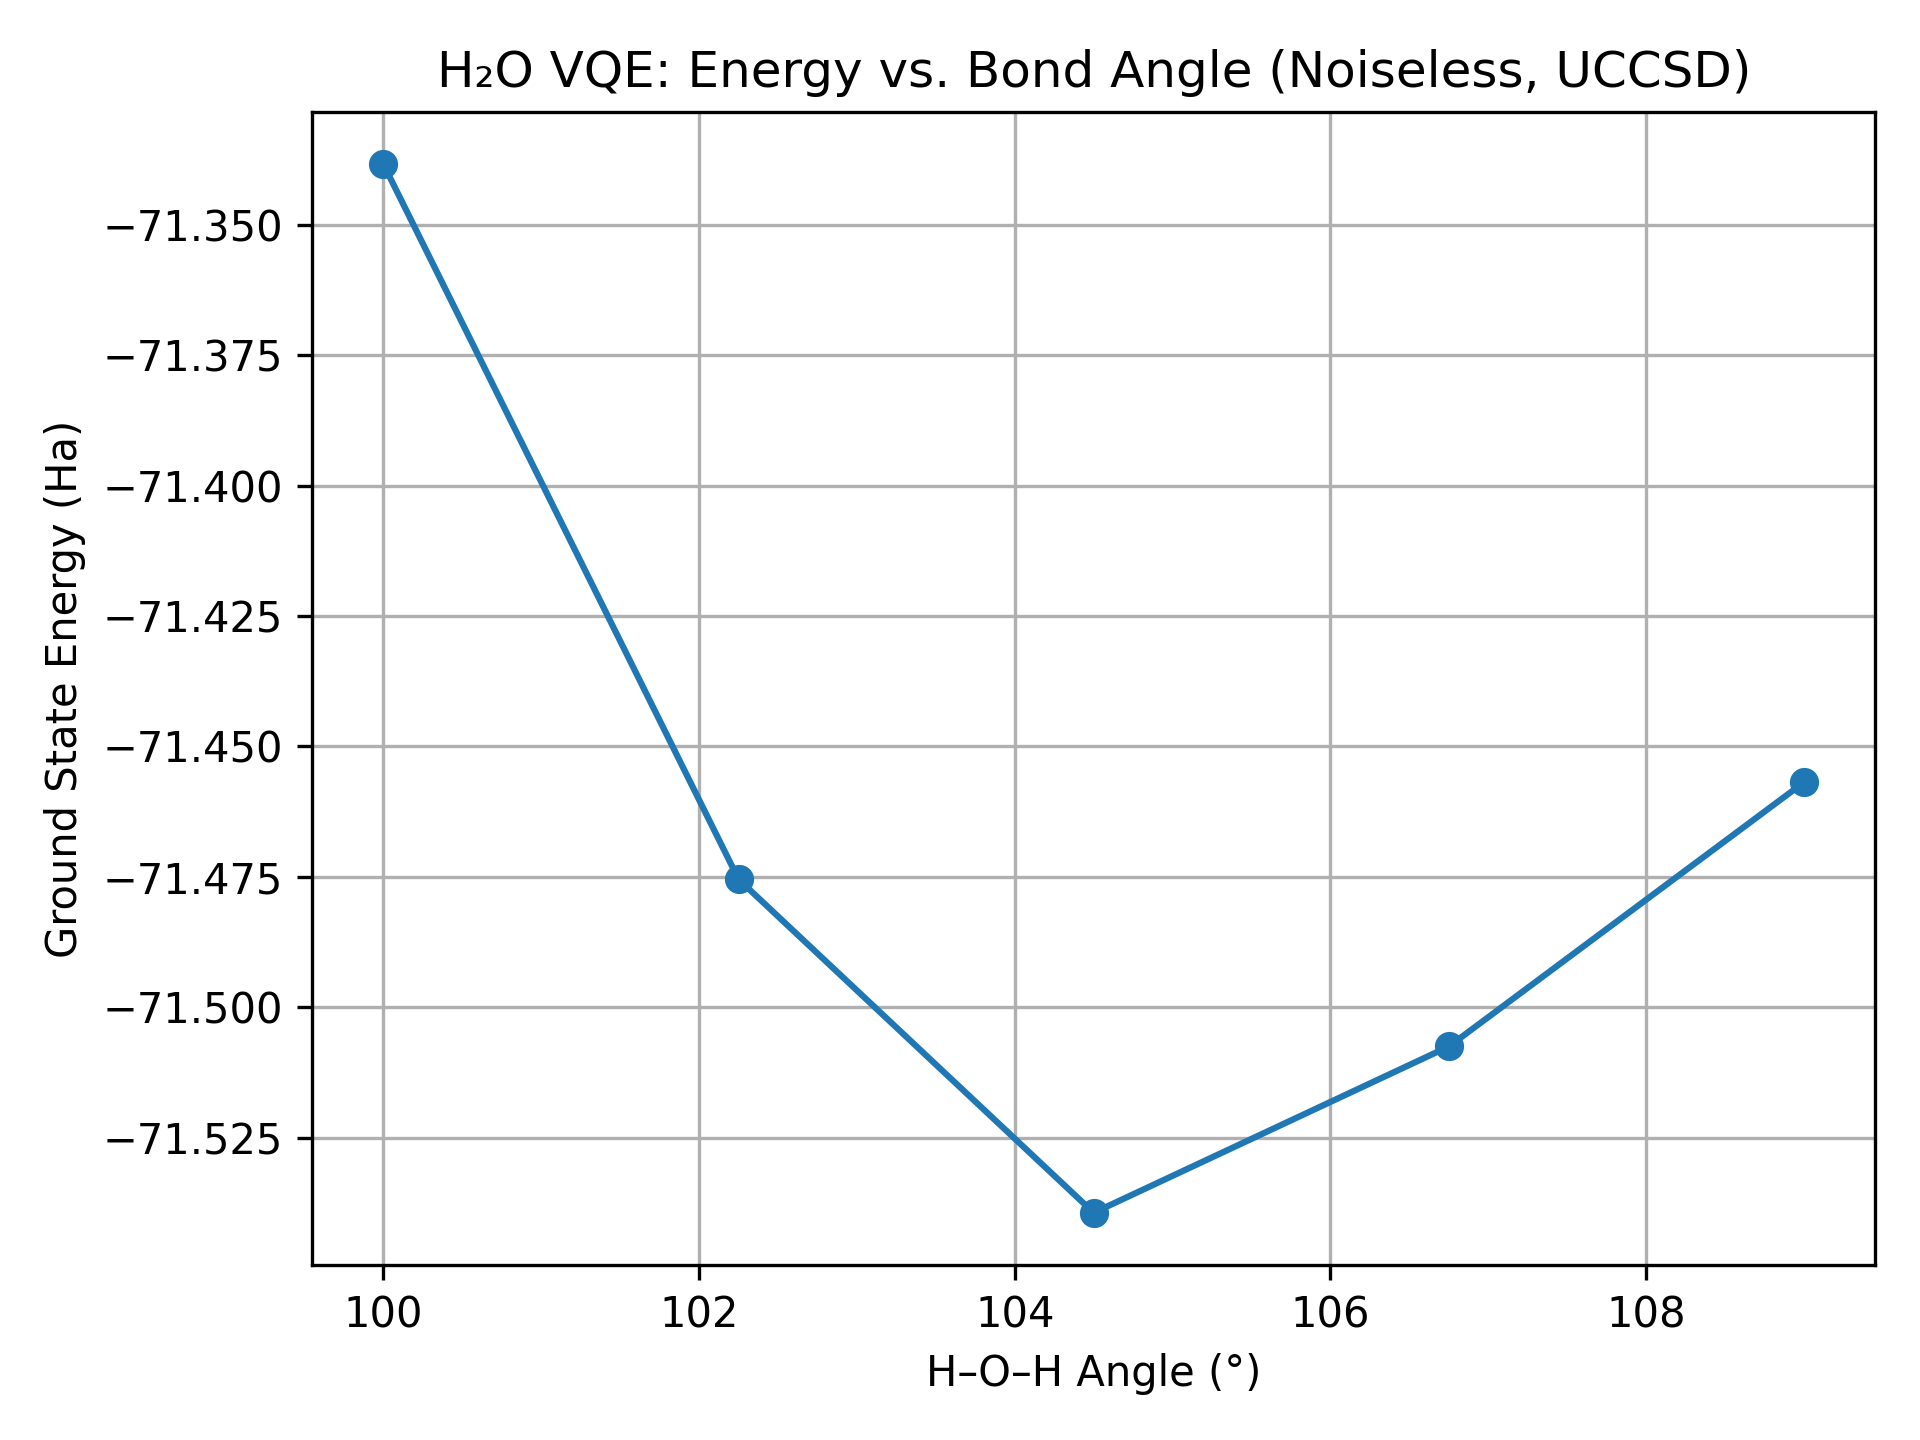 H₂O VQE: Energy vs. Bond Angle (Noiseless, UCCSD)
Ground State Energy (Ha)
−71.350
−71.375
−71.400
−71.425
−71.450
−71.475
−71.500
−71.525
100 102 104 106 108
H–O–H Angle (°)